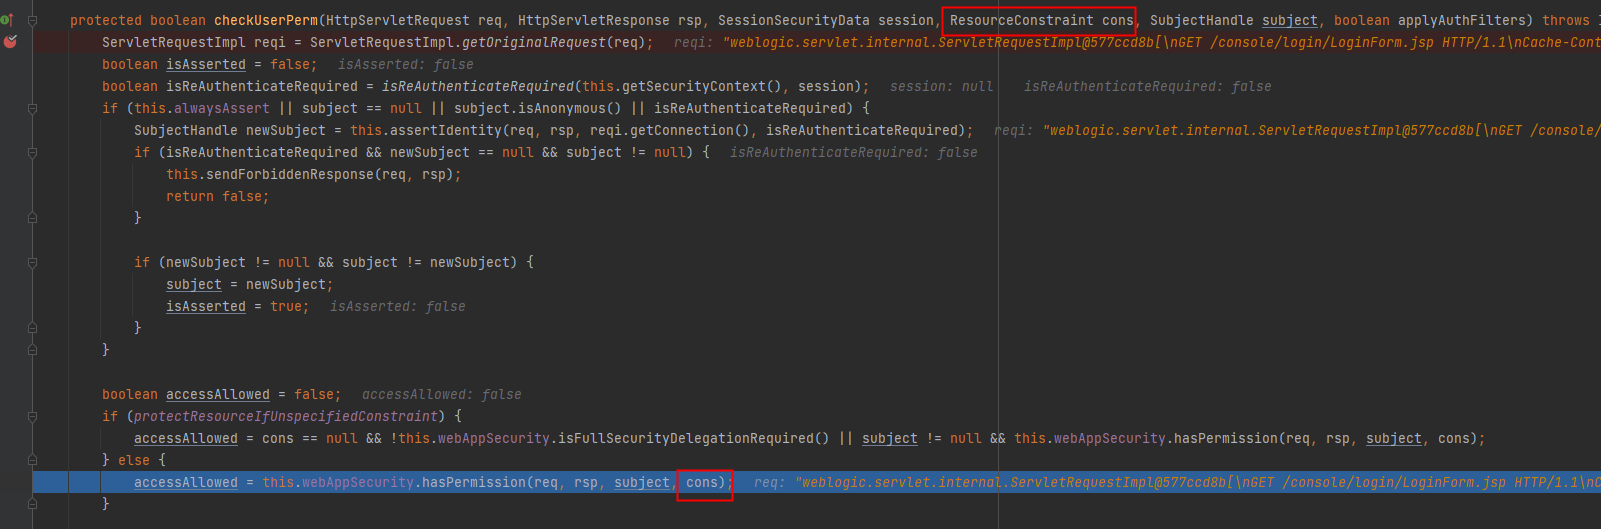 protected boolean checkUserPerm(HttpServletRequest req, HttpServletResponse rsp, SessionSecurityData session, ResourceConstraint cons, SubjectHandle subject, boolean applyAuthFilters) throws
ServletRequestImpl reqi = ServletRequestImpl.getOriginalRequest(req); reqi: "weblogic.servlet.internal.ServletRequestImpl@577ccd8b[\nGET /console/login/LoginForm.jsp HTTP/1.1\nCache-Cont
boolean isAsserted = false; isAsserted: false
boolean isReAuthenticateRequired = isReAuthenticateRequired(this.getSecurityContext(), session); session: null isReAuthenticateRequired: false
if (this.alwaysAssert || subject == null || subject.isAnonymous() || isReAuthenticateRequired) {
SubjectHandle newSubject = this.assertIdentity(req, rsp, reqi.getConnection(), isReAuthenticateRequired); reqi: "weblogic.servlet.internal.ServletRequestImpl@577ccd8b[\nGET /console/
if (isReAuthenticateRequired && newSubject == null && subject != null) { isReAuthenticateRequired: false
this.sendForbiddenResponse(req, rsp);
return false;
}
if (newSubject != null && subject != newSubject) {
subject = newSubject;
isAsserted = true; isAsserted: false
}
}
boolean accessAllowed = false; accessAllowed: false
if (protectResourceIfUnspecifiedConstraint) {
accessAllowed = cons == null && !this.webAppSecurity.isFullSecurityDelegationRequired() || subject != null && this.webAppSecurity.hasPermission(req, rsp, subject, cons);
} else {
accessAllowed = this.webAppSecurity.hasPermission(req, rsp, subject, cons); req: "weblogic.servlet.internal.ServletRequestImpl@577ccd8b[\nGET /console/login/LoginForm.jsp HTTP/1.1\nC
}